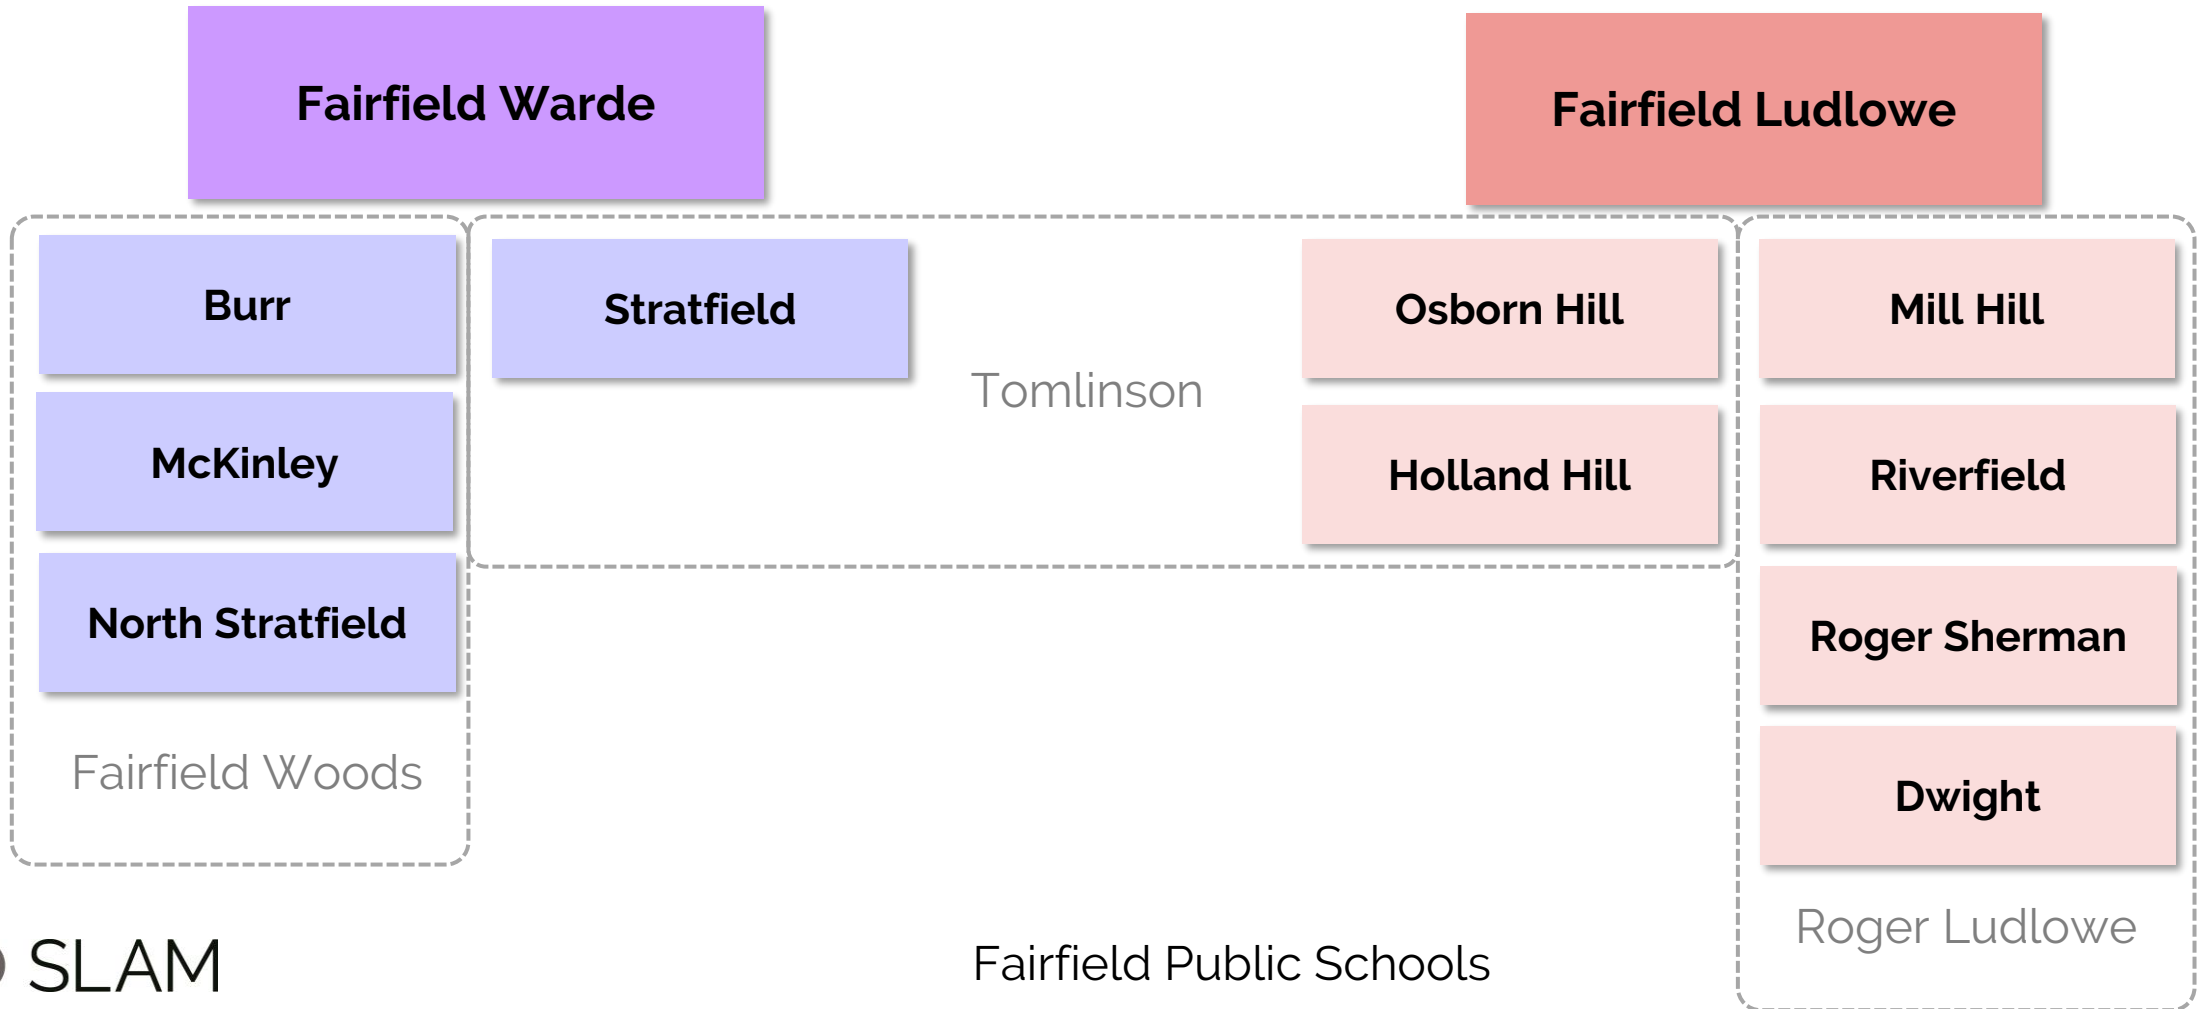 Fairfield Warde
Fairfield Ludlowe
Burr
Stratfield
Osborn Hill
Mill Hill
Tomlinson
McKinley
Holland Hill
Riverfield
North Stratfield
Roger Sherman
Fairfield Woods
Dwight
Roger Ludlowe
SLAM
Fairfield Public Schools